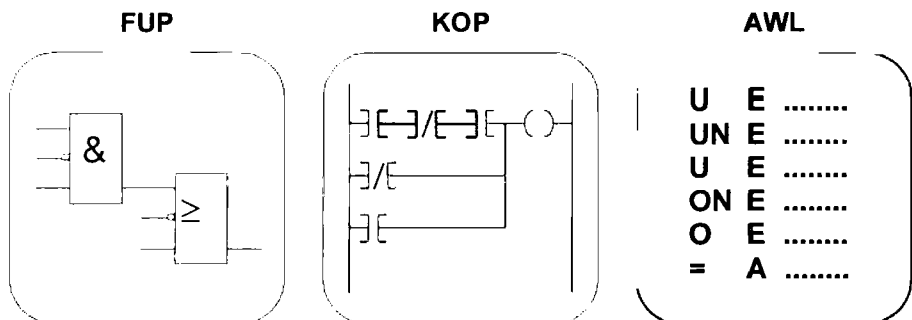 FUP
KOP
AWL
&
≥
U E ........
UN E ........
U E ........
ON E ........
O E ........
= A ........